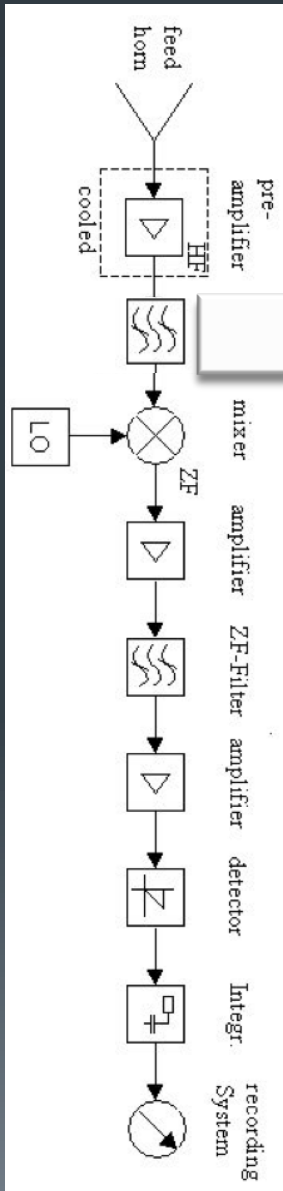 feed
horn
pre-
amplifier
HF
cooled
mixer
LO
ZF
amplifier
ZF-Filter
amplifier
detector
Integr.
recording
System